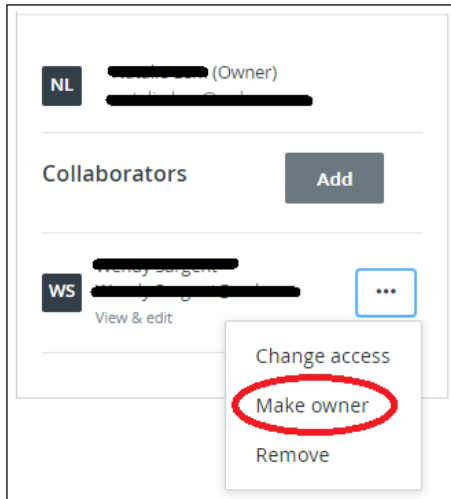 NL (Owner)
Collaborators Add
WS
View & edit
...
Change access
Make owner
Remove